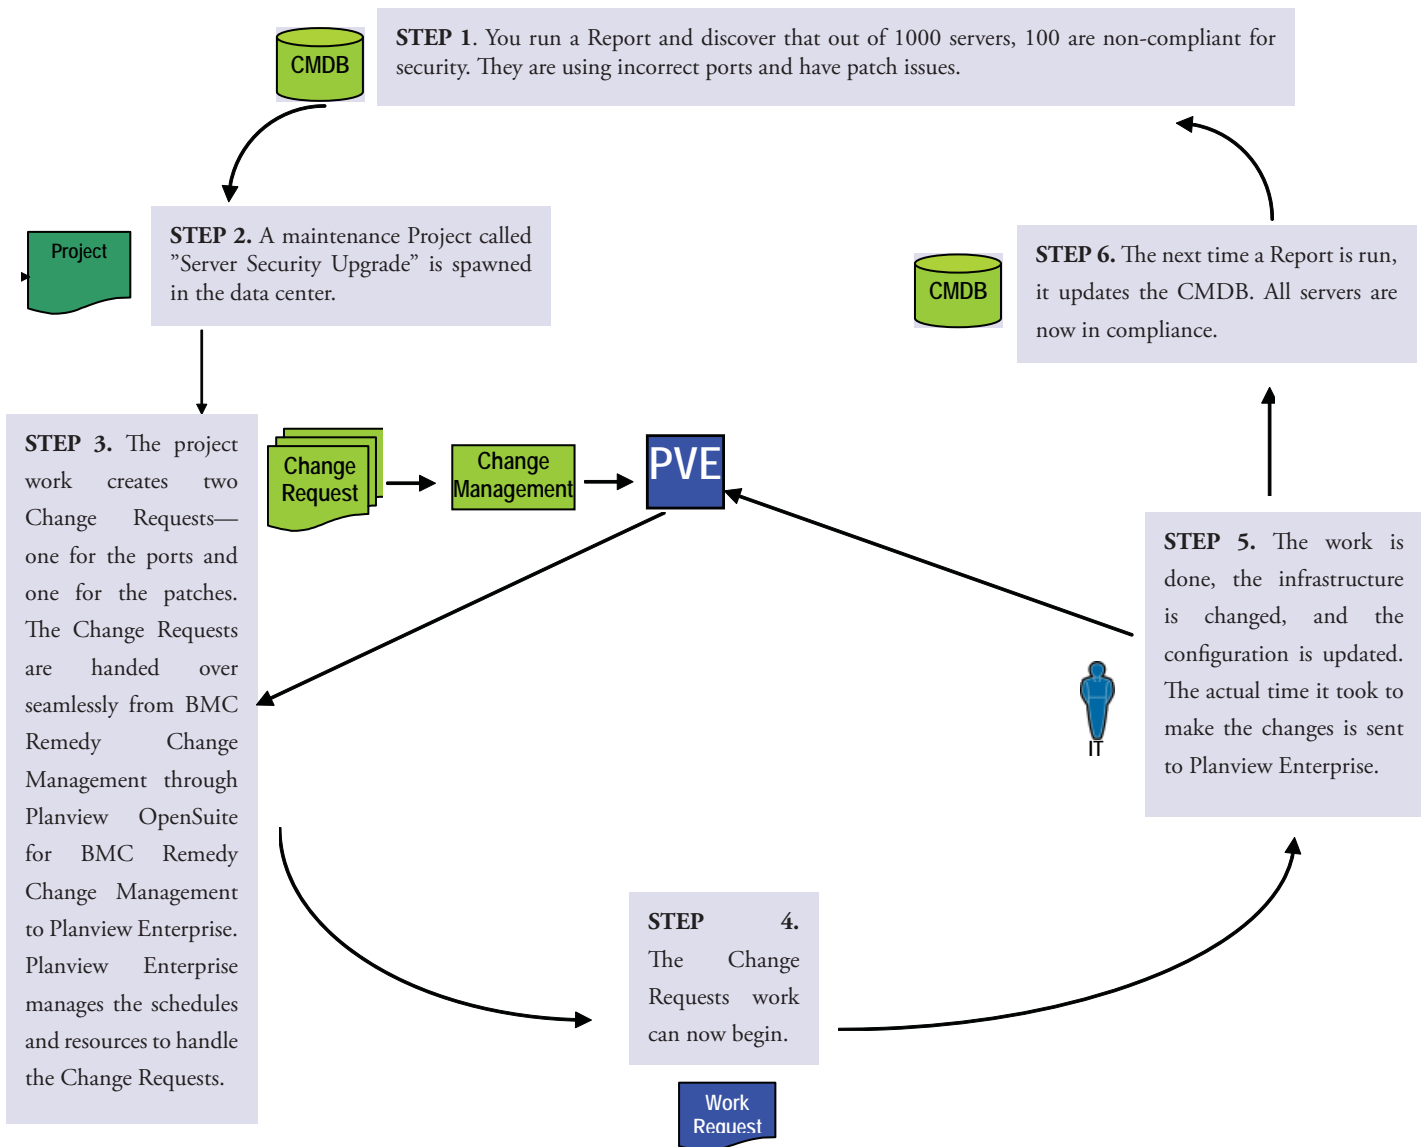 CMDB
STEP 1. You run a Report and discover that out of 1000 servers, 100 are non-compliant for
security. They are using incorrect ports and have patch issues.
Project
STEP 2. A maintenance Project called
”Server Security Upgrade” is spawned
in the data center.
STEP 3. The project
work creates two
Change Requests—
one for the ports and
one for the patches.
The Change Requests
are handed over
seamlessly from BMC
Remedy Change
Management through
Planview OpenSuite
for BMC Remedy
Change Management
to Planview Enterprise.
Planview Enterprise
manages the schedules
and resources to handle
the Change Requests.
Change
Request
Change
Management
PVE
STEP 4.
The Change
Requests work
can now begin.
Work
Request
IT
STEP 5. The work is
done, the infrastructure
is changed, and the
configuration is updated.
The actual time it took to
make the changes is sent
to Planview Enterprise.
CMDB
STEP 6. The next time a Report is run,
it updates the CMDB. All servers are
now in compliance.